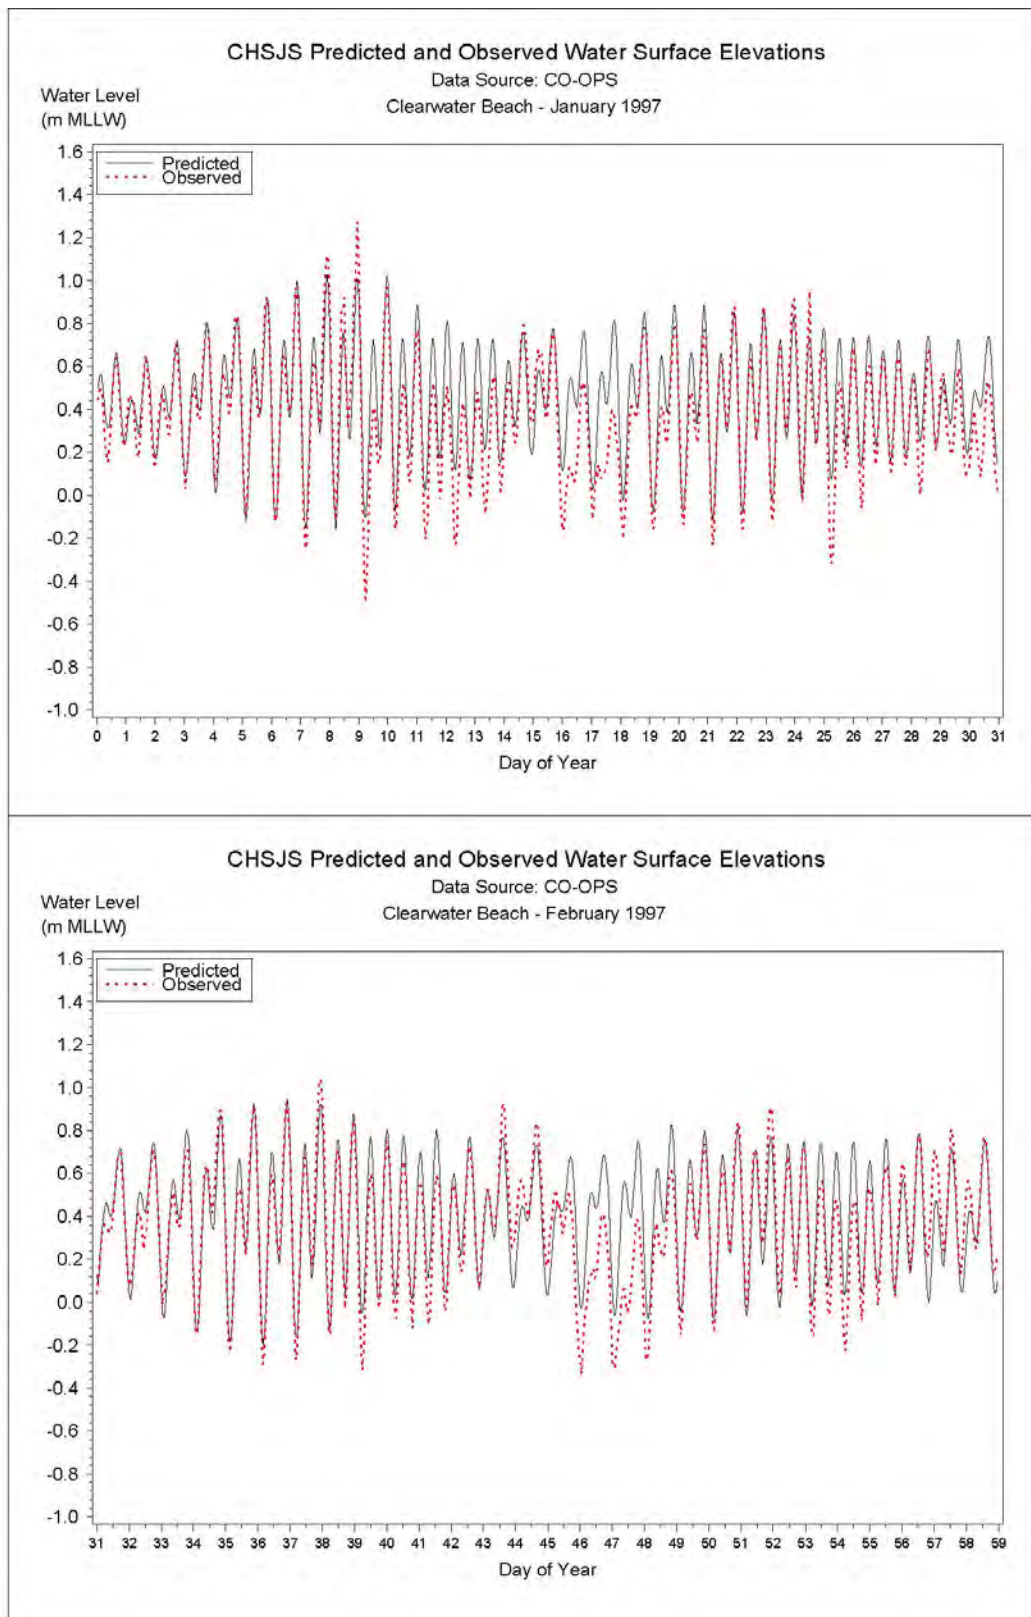 CHSJS Predicted and Observed Water Surface Elevations
Data Source: CO-OPS
Clearwater Beach - January 1997
Water Level
(m MLLW)
Predicted
Observed
1.6
1.4
1.2
1.0
0.8
0.6
0.4
0.2
0.0
-0.2
-0.4
-0.6
-0.8
-1.0
0 1 2 3 4 5 6 7 8 9 10 11 12 13 14 15 16 17 18 19 20 21 22 23 24 25 26 27 28 29 30 31
Day of Year
CHSJS Predicted and Observed Water Surface Elevations
Data Source: CO-OPS
Clearwater Beach - February 1997
Water Level
(m MLLW)
Predicted
Observed
1.6
1.4
1.2
1.0
0.8
0.6
0.4
0.2
0.0
-0.2
-0.4
-0.6
-0.8
-1.0
31 32 33 34 35 36 37 38 39 40 41 42 43 44 45 46 47 48 49 50 51 52 53 54 55 56 57 58 59
Day of Year